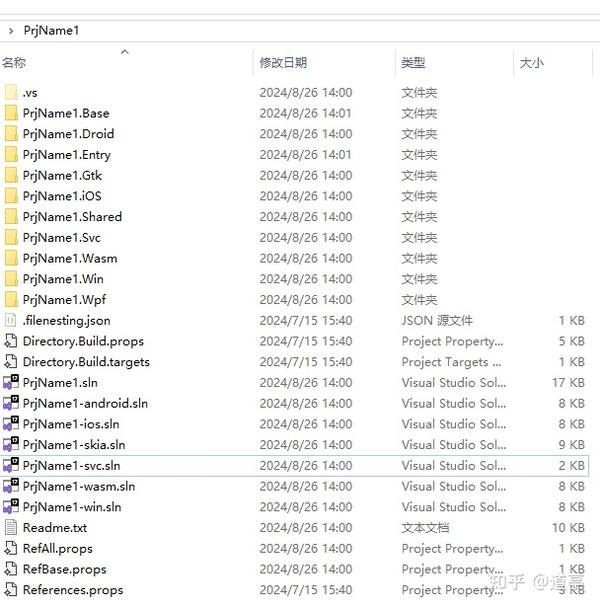 PrjName1
名称 修改日期 类型 大小
.vs 2024/8/26 14:00 文件夹
PrjName1.Base 2024/8/26 14:01 文件夹
PrjName1.Droid 2024/8/26 14:00 文件夹
PrjName1.Entry 2024/8/26 14:01 文件夹
PrjName1.Gtk 2024/8/26 14:00 文件夹
PrjName1.iOS 2024/8/26 14:00 文件夹
PrjName1.Shared 2024/8/26 14:00 文件夹
PrjName1.Svc 2024/8/26 14:00 文件夹
PrjName1.Wasm 2024/8/26 14:00 文件夹
PrjName1.Win 2024/8/26 14:00 文件夹
PrjName1.Wpf 2024/8/26 14:00 文件夹
.filenesting.json 2024/7/15 15:40 JSON 源文件 1 KB
Directory.Build.props 2024/7/15 15:40 Project Property... 5 KB
Directory.Build.targets 2024/7/15 15:40 Project Targets ... 1 KB
PrjName1.sln 2024/8/26 14:00 Visual Studio Sol... 17 KB
PrjName1-android.sln 2024/8/26 14:00 Visual Studio Sol... 8 KB
PrjName1-ios.sln 2024/8/26 14:00 Visual Studio Sol... 8 KB
PrjName1-skia.sln 2024/8/26 14:00 Visual Studio Sol... 9 KB
PrjName1-svc.sln 2024/8/26 14:00 Visual Studio Sol... 2 KB
PrjName1-wasm.sln 2024/8/26 14:00 Visual Studio Sol... 8 KB
PrjName1-win.sln 2024/8/26 14:00 Visual Studio Sol... 8 KB
Readme.txt 2024/8/26 14:00 文本文档 10 KB
RefAll.props 2024/8/26 14:00 Project Property... 1 KB
RefBase.props 2024/8/26 14:00 Project Property... 1 KB
References.props 2024/7/15 15:40 Project Property... 3 KB
知乎 @道亮